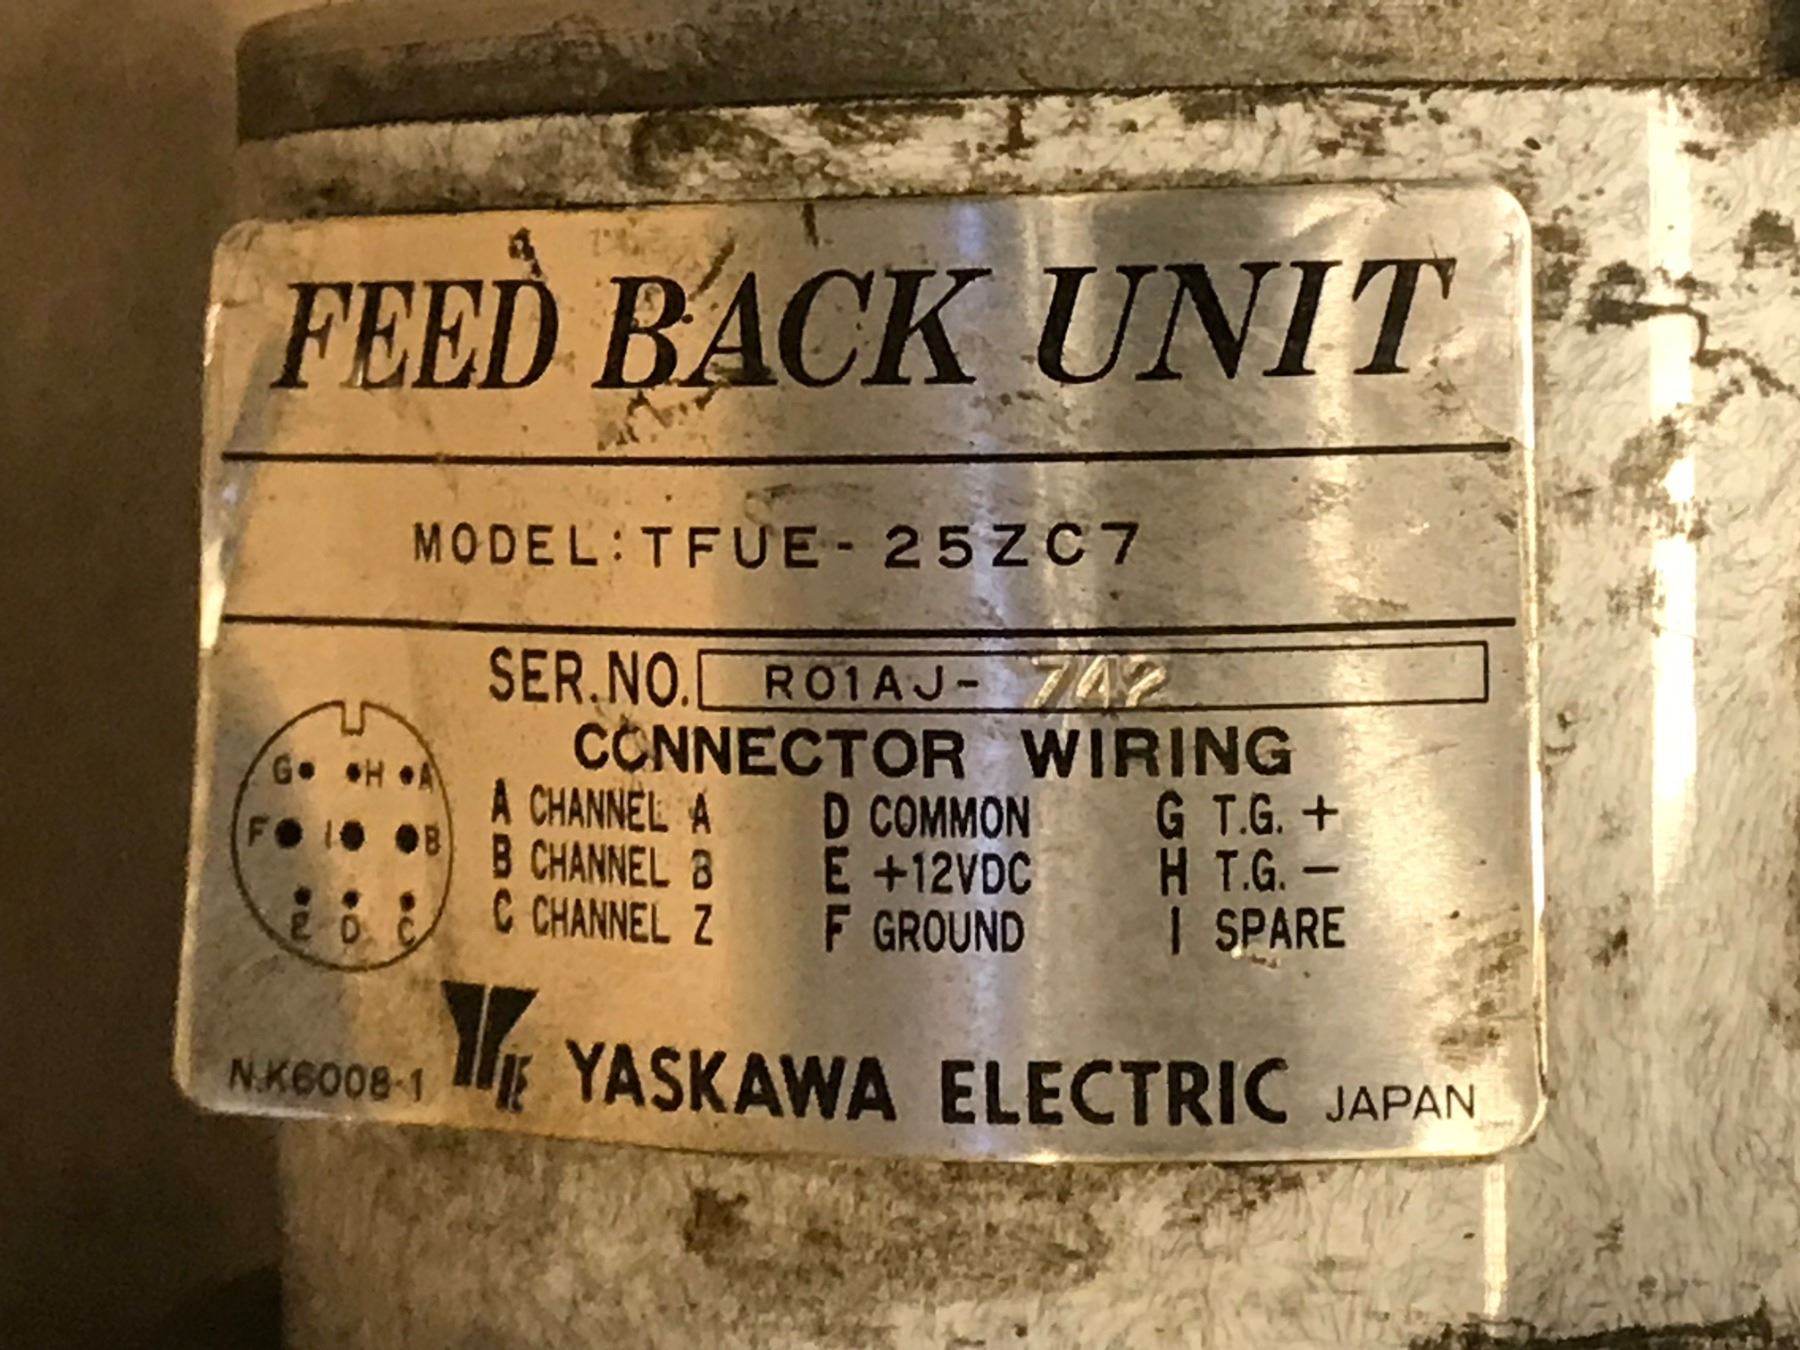 FEED BACK UNIT
MODEL: TFUE-25ZC7
SER.NO. R01AJ- 742
CONNECTOR WIRING
G H A
F I B
E D C
A CHANNEL A D COMMON G T.G. +
B CHANNEL B E +12VDC H T.G. −
C CHANNEL Z F GROUND I SPARE
N.K6008-1 YE YASKAWA ELECTRIC JAPAN